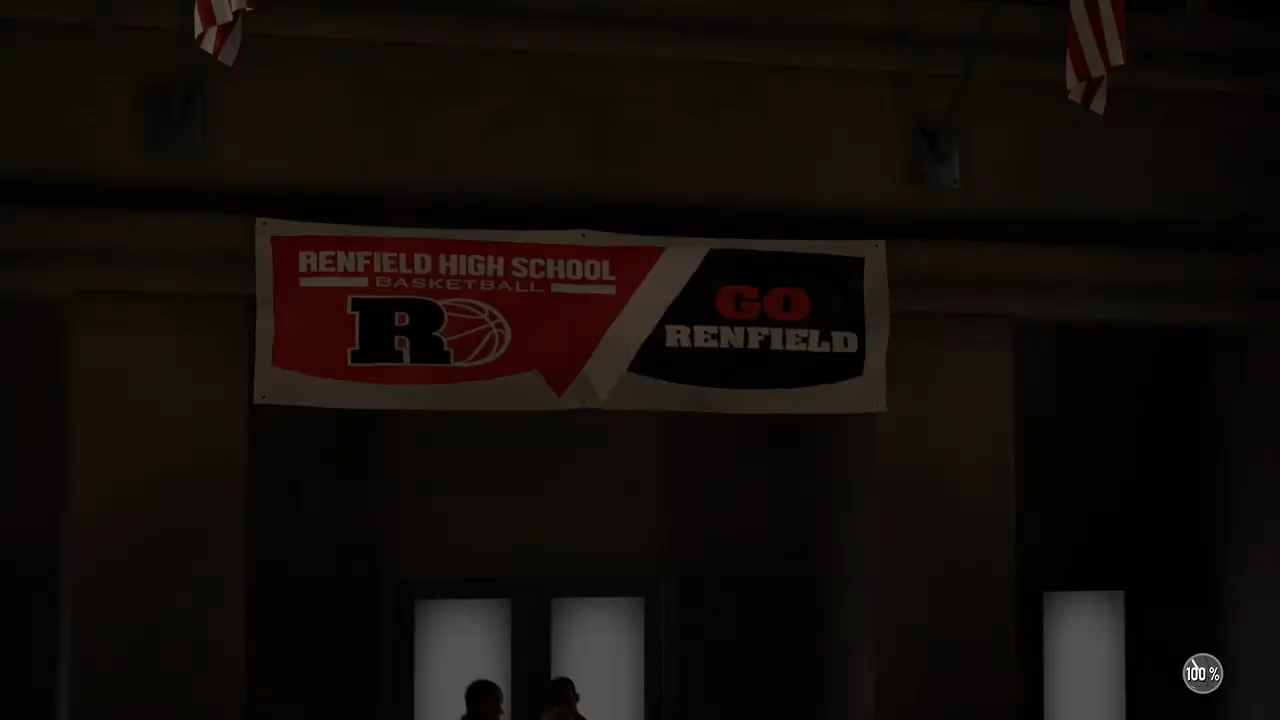 RENFIELD HIGH SCHOOL
BASKETBALL
R
GO
RENFIELD
100 %